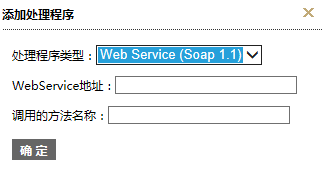 添加处理程序
处理程序类型：Web Service (Soap 1.1)
WebService地址：
调用的方法名称：
确 定